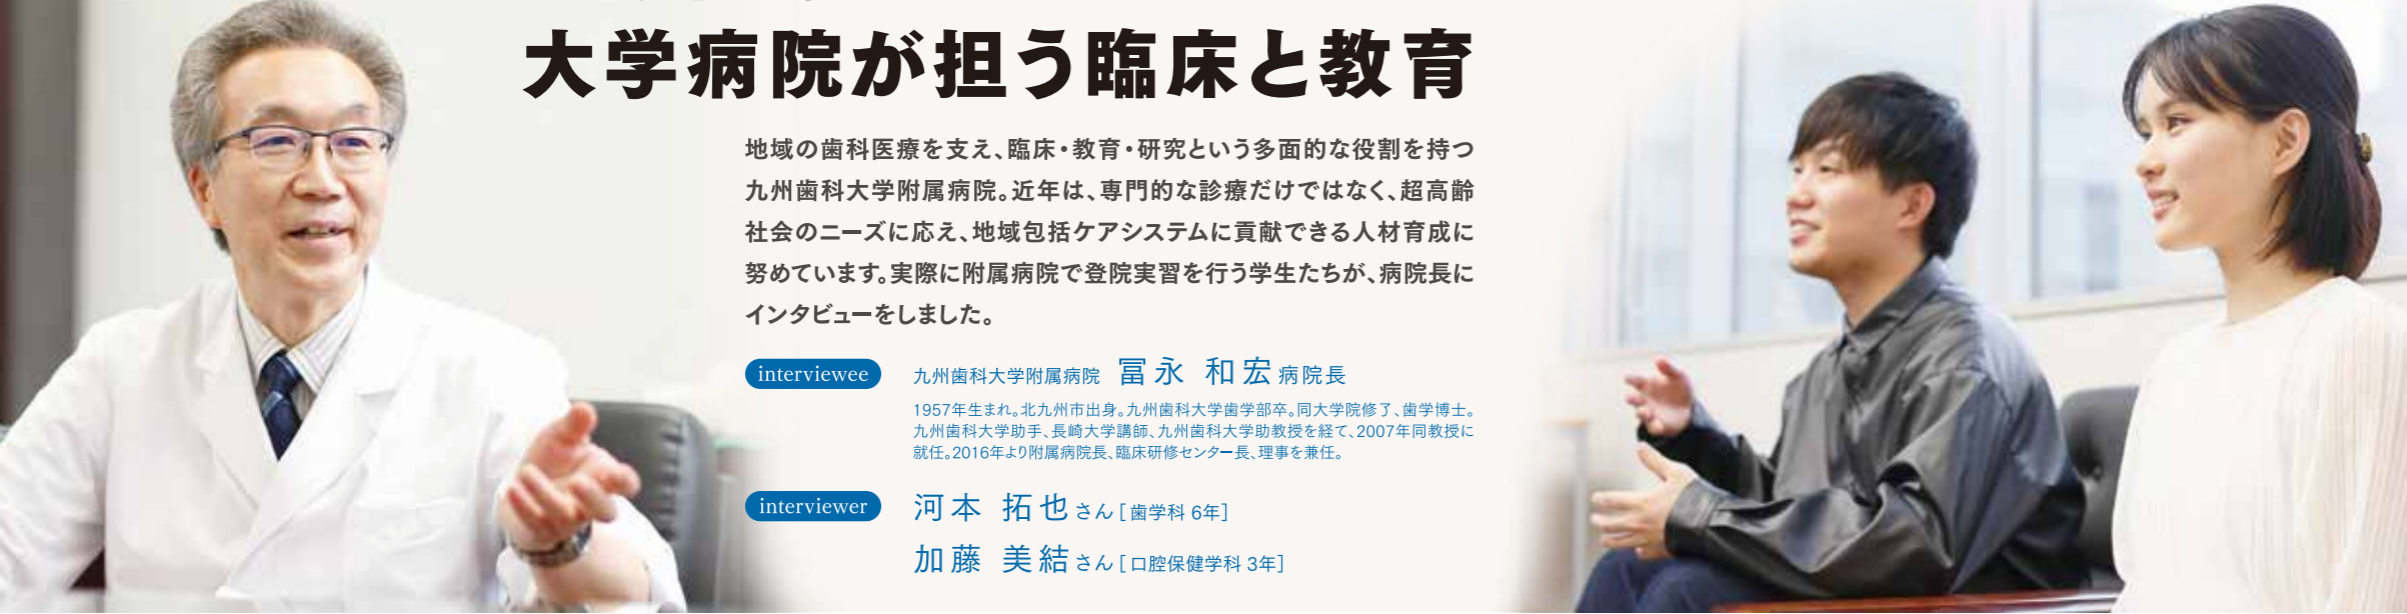 大学病院が担う臨床と教育
地域の歯科医療を支え、臨床・教育・研究という多面的な役割を持つ
九州歯科大学附属病院。近年は、専門的な診療だけではなく、超高齢
社会のニーズに応え、地域包括ケアシステムに貢献できる人材育成に
努めています。実際に附属病院で登院実習を行う学生たちが、病院長に
インタビューをしました。
interviewee 九州歯科大学附属病院 冨永 和宏 病院長
1957年生まれ。北九州市出身。九州歯科大学歯学部卒。同大学院修了、歯学博士。
九州歯科大学助手、長崎大学講師、九州歯科大学助教授を経て、2007年同教授に
就任。2016年より附属病院長、臨床研修センター長、理事を兼任。
interviewer 河本 拓也さん[歯学科 6年]
加藤 美結さん[口腔保健学科 3年]